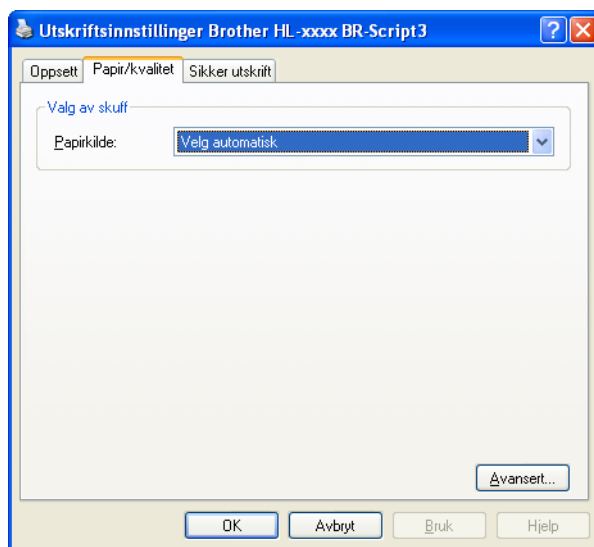 Utskriftsinnstillinger Brother HL-xxxx BR-Script3
Oppsett Papir/kvalitet Sikker utskrift
Valg av skuff
Papirkilde: Velg automatisk
Avansert...
OK Avbryt Bruk Hjelp